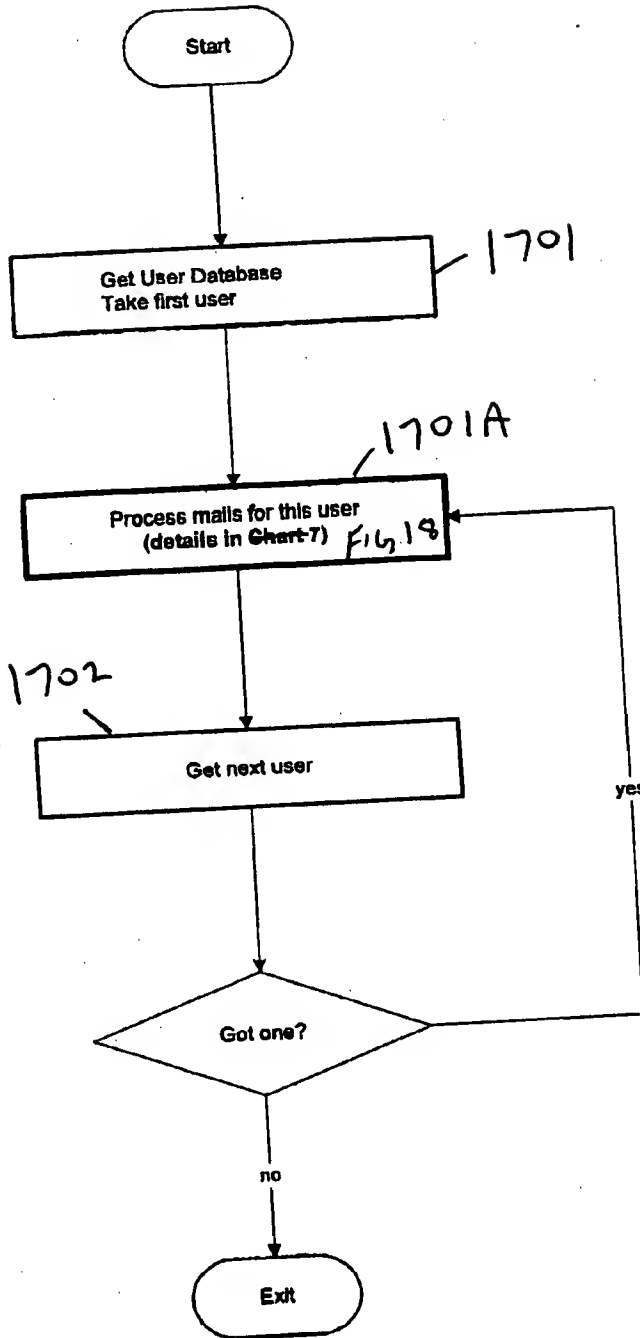 Start
1701
Get User Database
Take first user
1701A
Process mails for this user
(details in Chart 7) FIG. 18
1702
Get next user
yes
Got one?
no
Exit